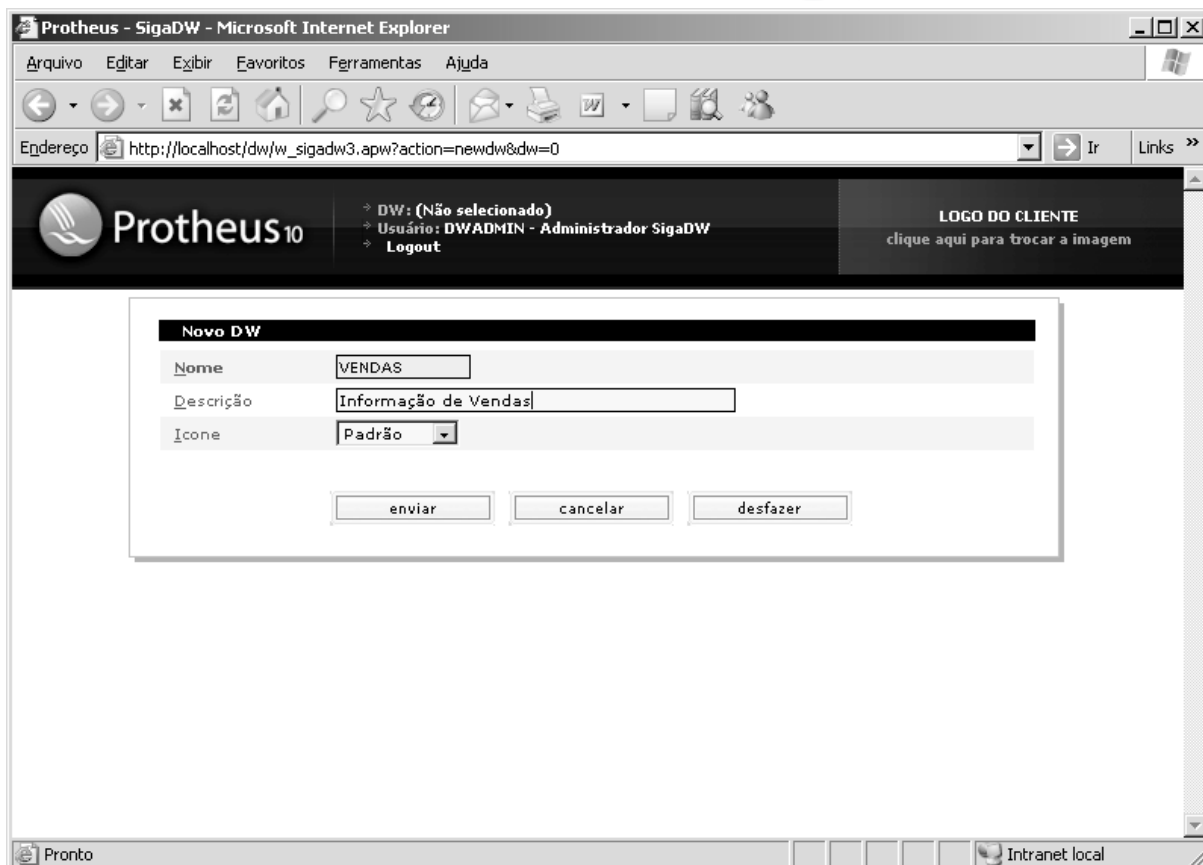 Protheus - SigaDW - Microsoft Internet Explorer
Arquivo Editar Exibir Favoritos Ferramentas Ajuda
Endereço http://localhost/dw/w_sigadw3.apw?action=newdw&dw=0 Ir Links »
Protheus 10
DW: (Não selecionado)
Usuário: DWADMIN - Administrador SigaDW
Logout
LOGO DO CLIENTE
clique aqui para trocar a imagem
Novo DW
Nome VENDAS
Descrição Informação de Vendas
Icone Padrão
enviar cancelar desfazer
Pronto Intranet local